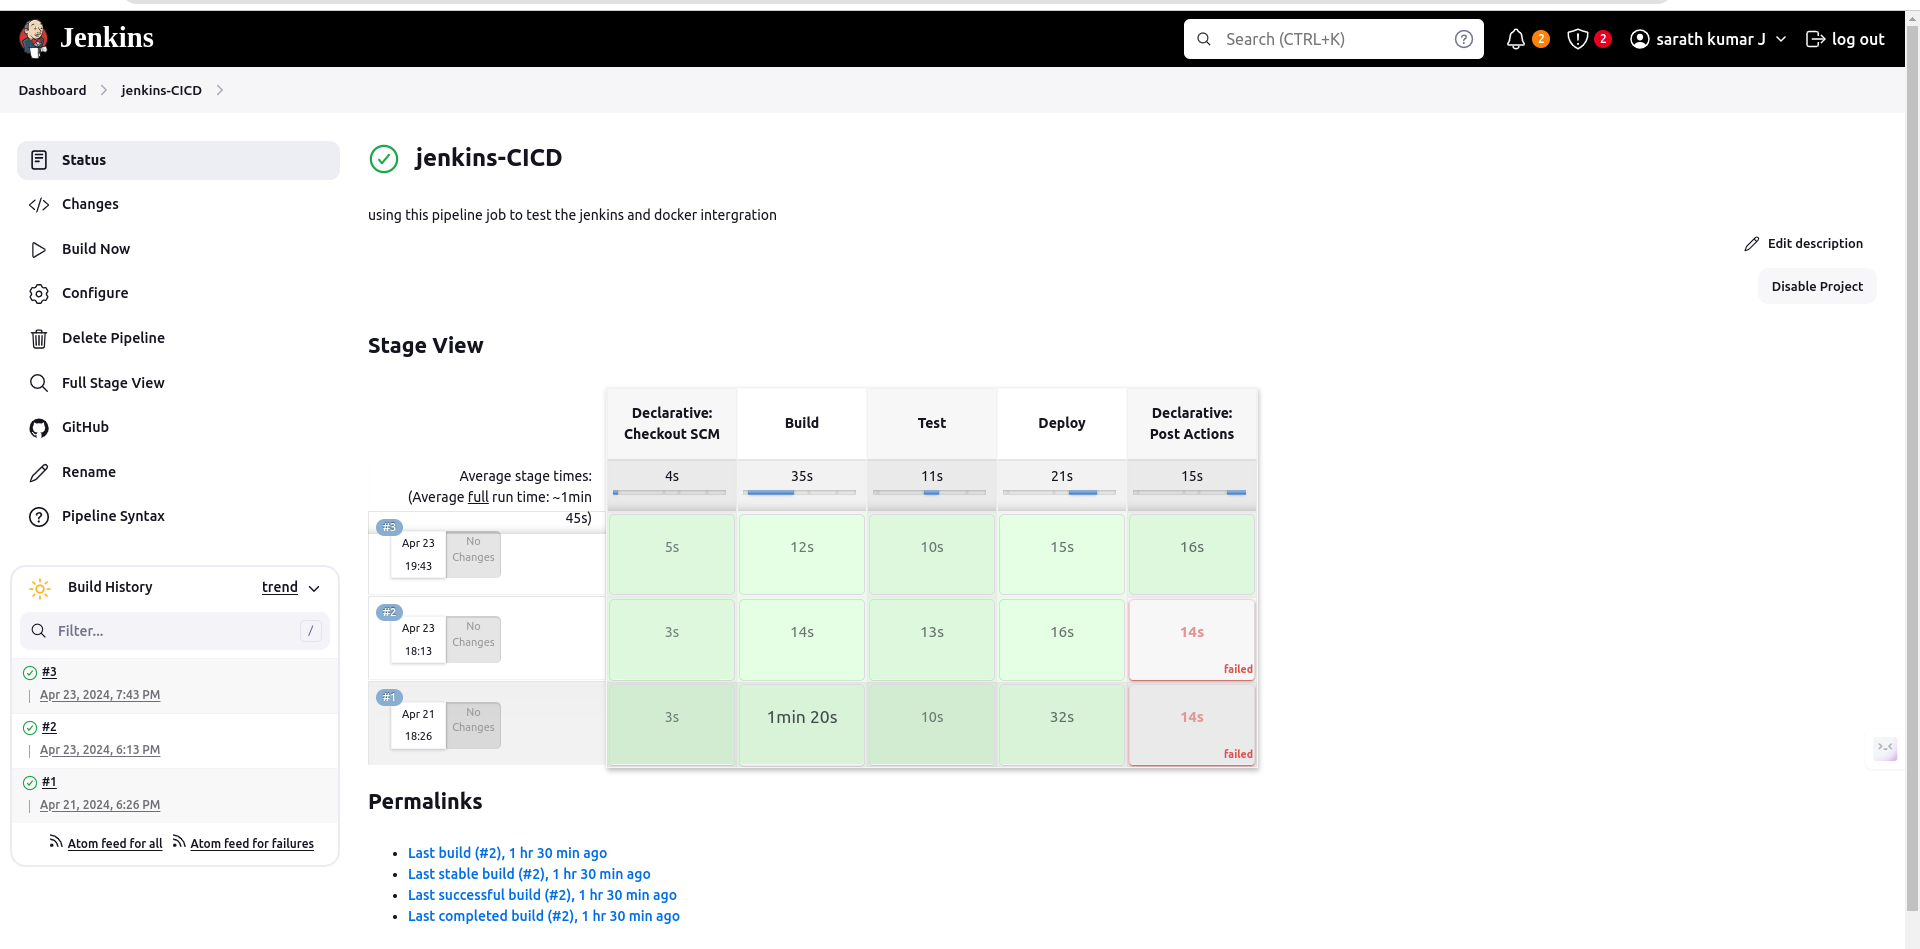 Jenkins
Search (CTRL+K)
?
2
2
sarath kumar J
log out
Dashboard
jenkins-CICD
Status
Changes
Build Now
Configure
Delete Pipeline
Full Stage View
GitHub
Rename
Pipeline Syntax
Build History
trend
Filter...
/
#3
Apr 23, 2024, 7:43 PM
#2
Apr 23, 2024, 6:13 PM
#1
Apr 21, 2024, 6:26 PM
Atom feed for all
Atom feed for failures
jenkins-CICD
using this pipeline job to test the jenkins and docker intergration
Edit description
Disable Project
Stage View
Declarative:
Checkout SCM
Build
Test
Deploy
Declarative:
Post Actions
Average stage times:
(Average full run time: ~1min
45s)
4s
35s
11s
21s
15s
#3
Apr 23
19:43
No
Changes
5s
12s
10s
15s
16s
#2
Apr 23
18:13
No
Changes
3s
14s
13s
16s
14s
failed
#1
Apr 21
18:26
No
Changes
3s
1min 20s
10s
32s
14s
failed
Permalinks
Last build (#2), 1 hr 30 min ago
Last stable build (#2), 1 hr 30 min ago
Last successful build (#2), 1 hr 30 min ago
Last completed build (#2), 1 hr 30 min ago